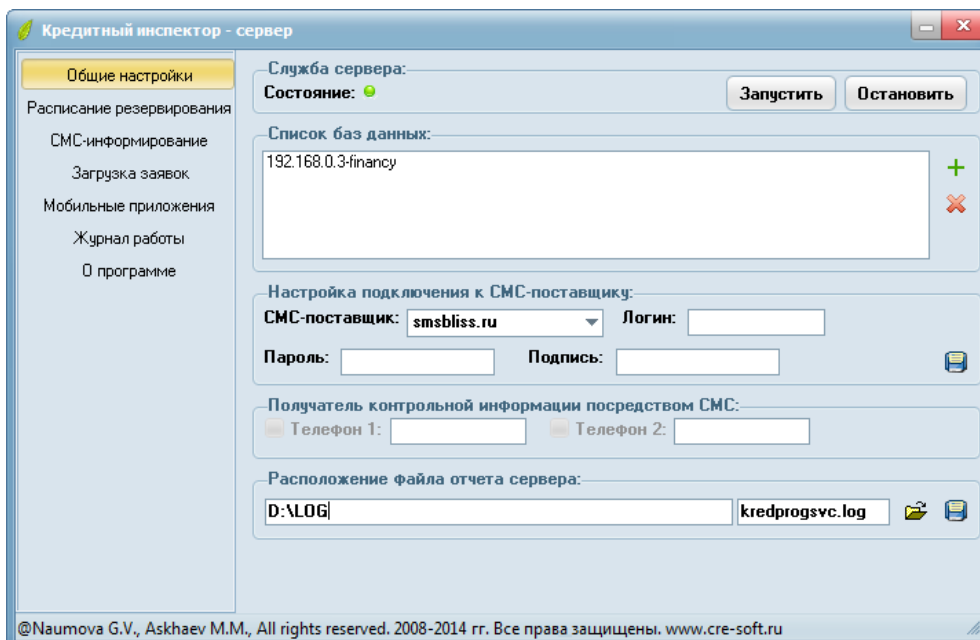 Кредитный инспектор - сервер
Общие настройки
Расписание резервирования
СМС-информирование
Загрузка заявок
Мобильные приложения
Журнал работы
О программе
Служба сервера:
Состояние:
Запустить
Остановить
Список баз данных:
192.168.0.3-financy
Настройка подключения к СМС-поставщику:
СМС-поставщик: smsbliss.ru Логин:
Пароль: Подпись:
Получатель контрольной информации посредством СМС:
Телефон 1: Телефон 2:
Расположение файла отчета сервера:
D:\LOG kredprogsvc.log
@Naumova G.V., Askhaev M.M., All rights reserved. 2008-2014 гг. Все права защищены. www.cre-soft.ru